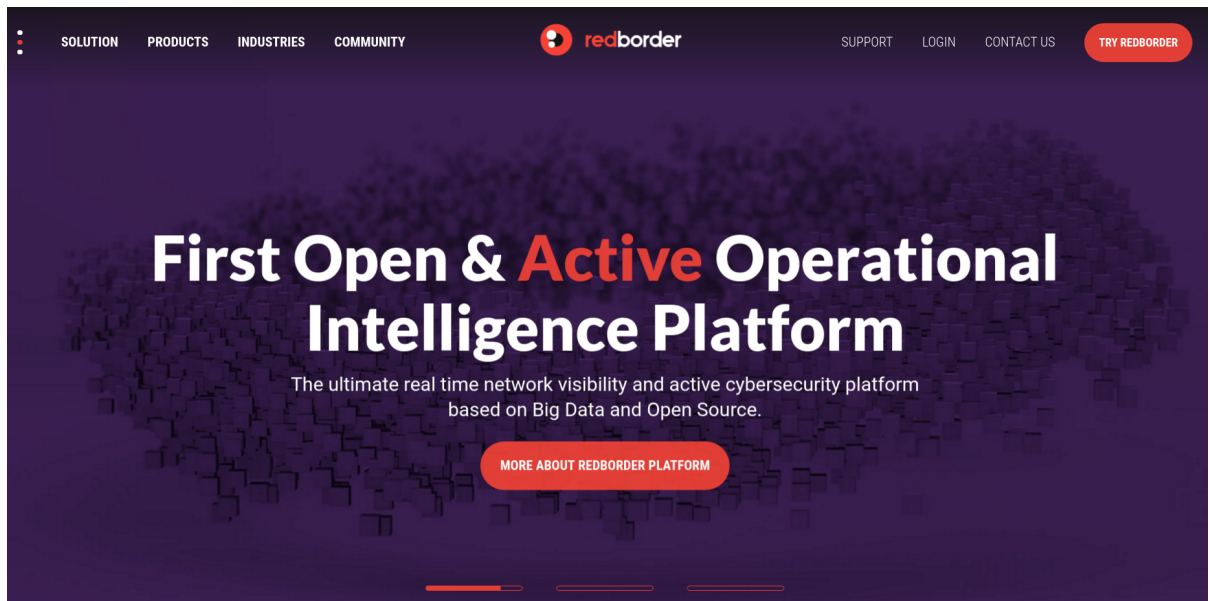 SOLUTION PRODUCTS INDUSTRIES COMMUNITY redborder SUPPORT LOGIN CONTACT US TRY REDBORDER
First Open & Active Operational
Intelligence Platform
The ultimate real time network visibility and active cybersecurity platform
based on Big Data and Open Source.
MORE ABOUT REDBORDER PLATFORM